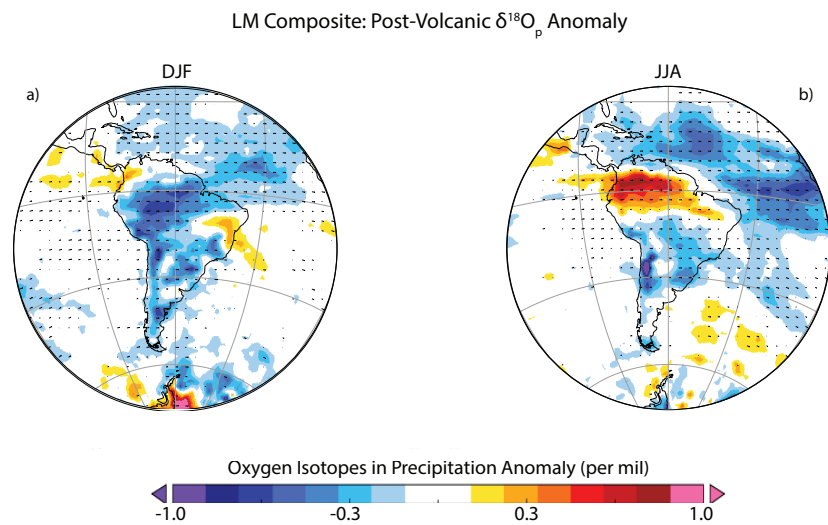 LM Composite: Post-Volcanic δ¹⁸Oₚ Anomaly
DJF
JJA
a)
b)
Oxygen Isotopes in Precipitation Anomaly (per mil)
-1.0 -0.3 0.3 1.0